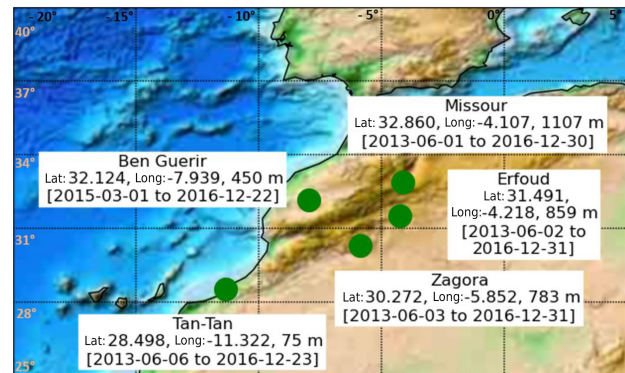 - 20°
-15°
- 10°
- 5°
0°
5°
40°
37°
34°
31°
28°
25°
Missour
Lat: 32.860, Long:-4.107, 1107 m
[2013-06-01 to 2016-12-30]
Ben Guerir
Lat: 32.124, Long:-7.939, 450 m
[2015-03-01 to 2016-12-22]
Erfoud
Lat: 31.491,
Long:-4.218, 859 m
[2013-06-02 to
2016-12-31]
Zagora
Lat: 30.272, Long:-5.852, 783 m
[2013-06-03 to 2016-12-31]
Tan-Tan
Lat: 28.498, Long:-11.322, 75 m
[2013-06-06 to 2016-12-23]